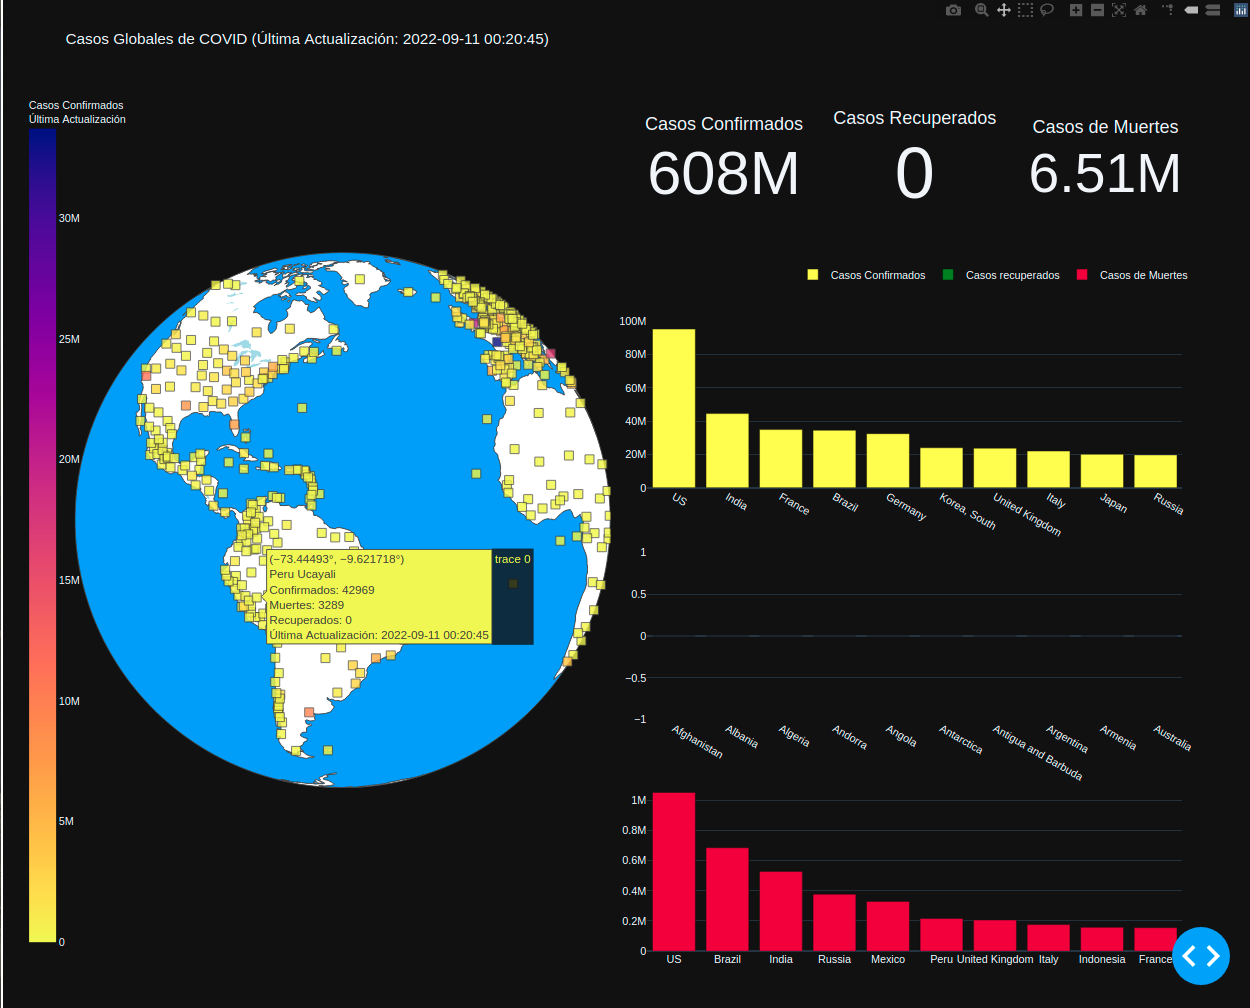 Casos Globales de COVID (Última Actualización: 2022-09-11 00:20:45)
Casos Confirmados
Última Actualización
30M
25M
20M
15M
10M
5M
0
(−73.44493°, −9.621718°)
Peru Ucayali
Confirmados: 42969
Muertes: 3289
Recuperados: 0
Última Actualización: 2022-09-11 00:20:45
trace 0
Casos Confirmados
608M
Casos Recuperados
0
Casos de Muertes
6.51M
Casos Confirmados
Casos recuperados
Casos de Muertes
100M
80M
60M
40M
20M
0
US
India
France
Brazil
Germany
Korea, South
United Kingdom
Italy
Japan
Russia
1
0.5
0
−0.5
−1
Afghanistan
Albania
Algeria
Andorra
Angola
Antarctica
Antigua and Barbuda
Argentina
Armenia
Australia
1M
0.8M
0.6M
0.4M
0.2M
0
US
Brazil
India
Russia
Mexico
Peru
United Kingdom
Italy
Indonesia
France